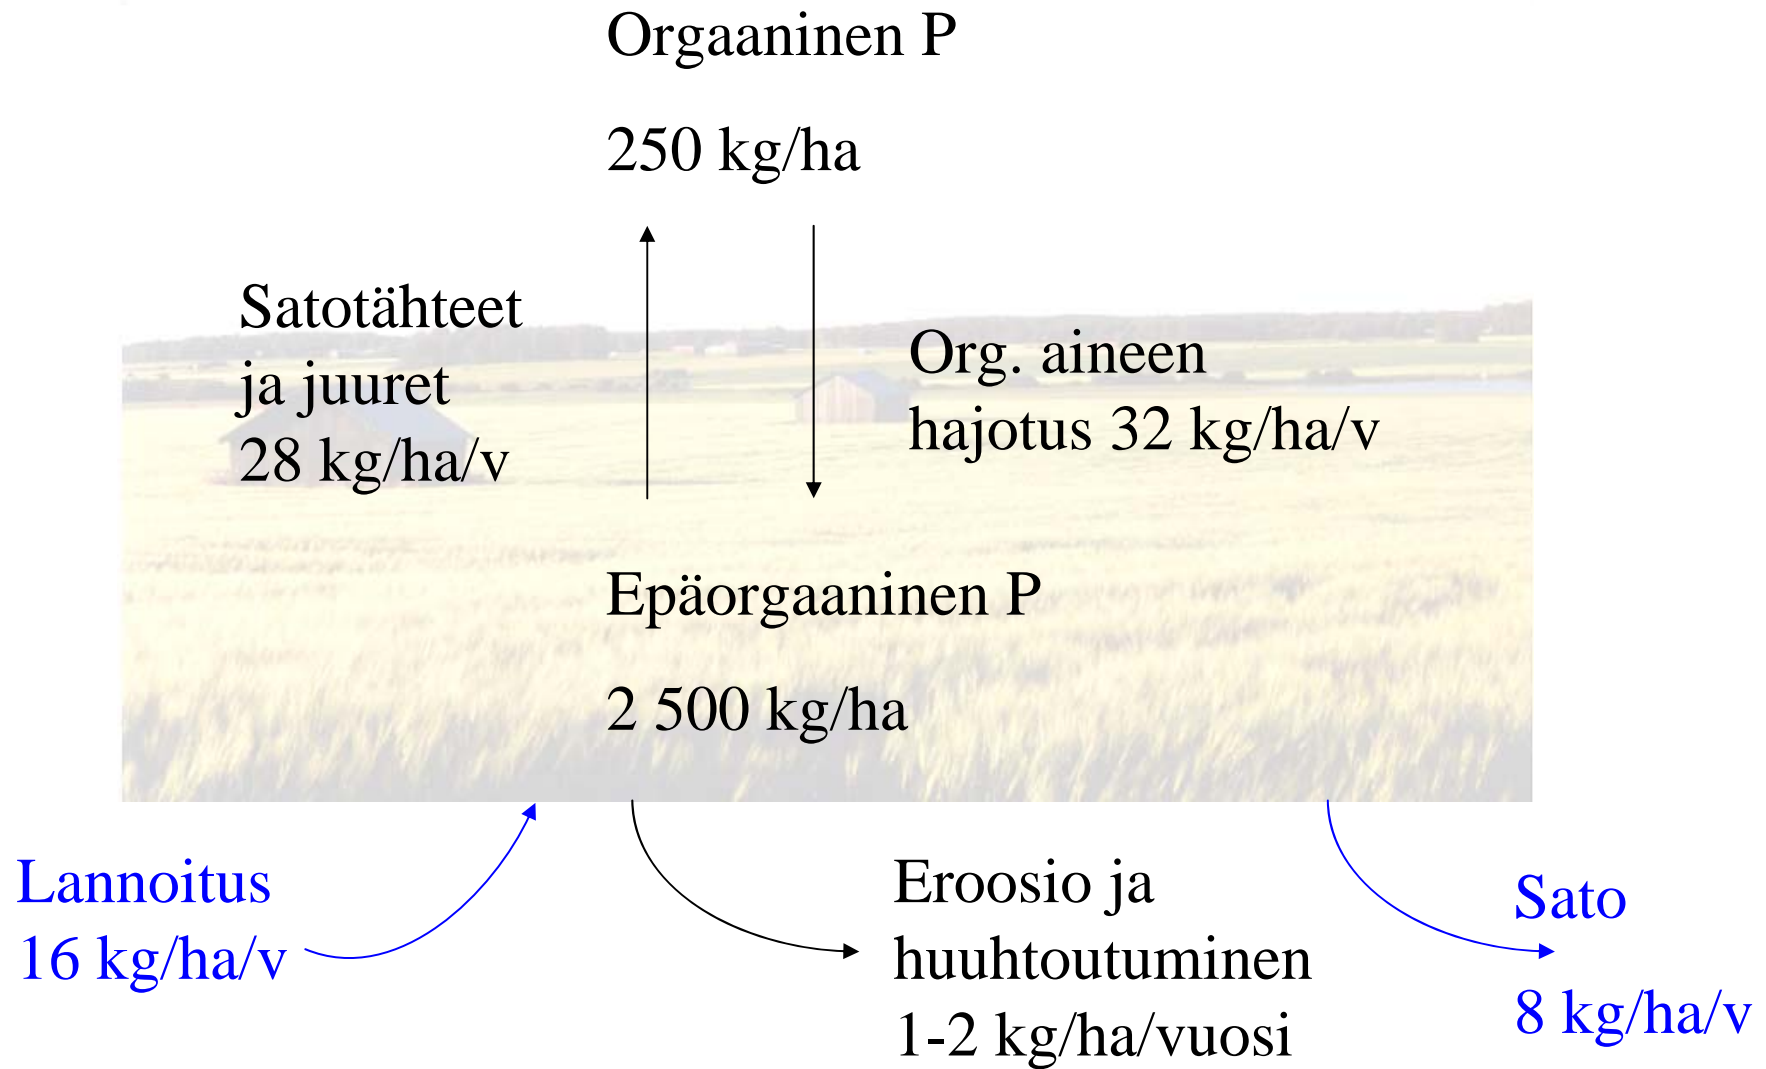 Orgaaninen P
250 kg/ha
Satotähteet
ja juuret
28 kg/ha/v
Org. aineen
hajotus 32 kg/ha/v
Epäorgaaninen P
2 500 kg/ha
Lannoitus
16 kg/ha/v
Eroosio ja
huuhtoutuminen
1-2 kg/ha/vuosi
Sato
8 kg/ha/v